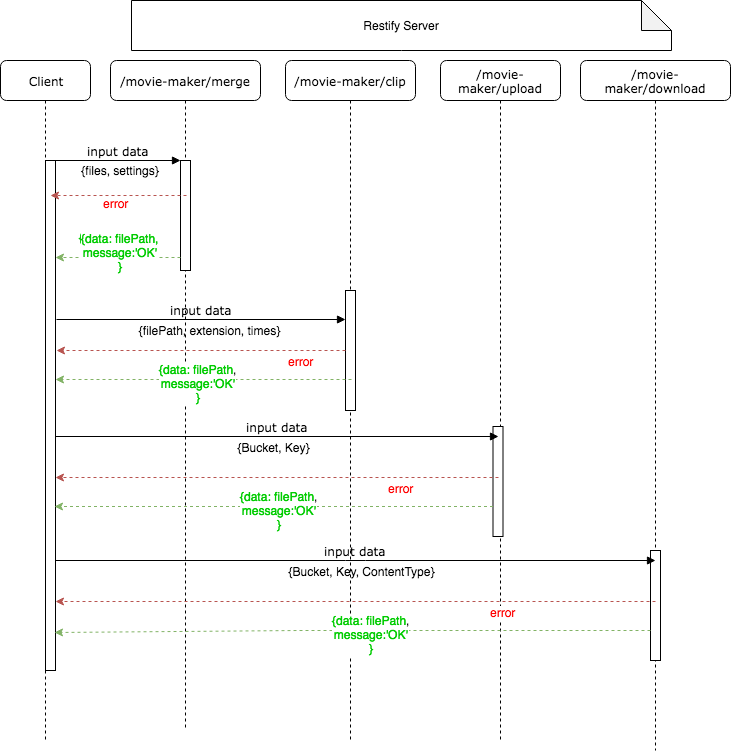 Restify Server
Client
/movie-maker/merge
/movie-maker/clip
/movie-
maker/upload
/movie-
maker/download
input data
{files, settings}
error
{data: filePath,
message:'OK'
}
input data
{filePath, extension, times}
error
{data: filePath,
message:'OK'
}
input data
{Bucket, Key}
error
{data: filePath,
message:'OK'
}
input data
{Bucket, Key, ContentType}
error
{data: filePath,
message:'OK'
}